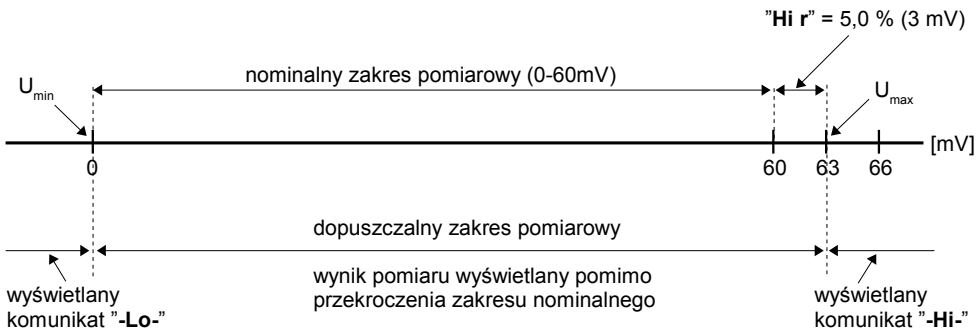 "Hi r" = 5,0 % (3 mV)
nominalny zakres pomiarowy (0-60mV)
Umin
Umax
[mV]
0
60
63
66
dopuszczalny zakres pomiarowy
wynik pomiaru wyświetlany pomimo
przekroczenia zakresu nominalnego
wyświetlany
komunikat "-Lo-"
wyświetlany
komunikat "-Hi-"